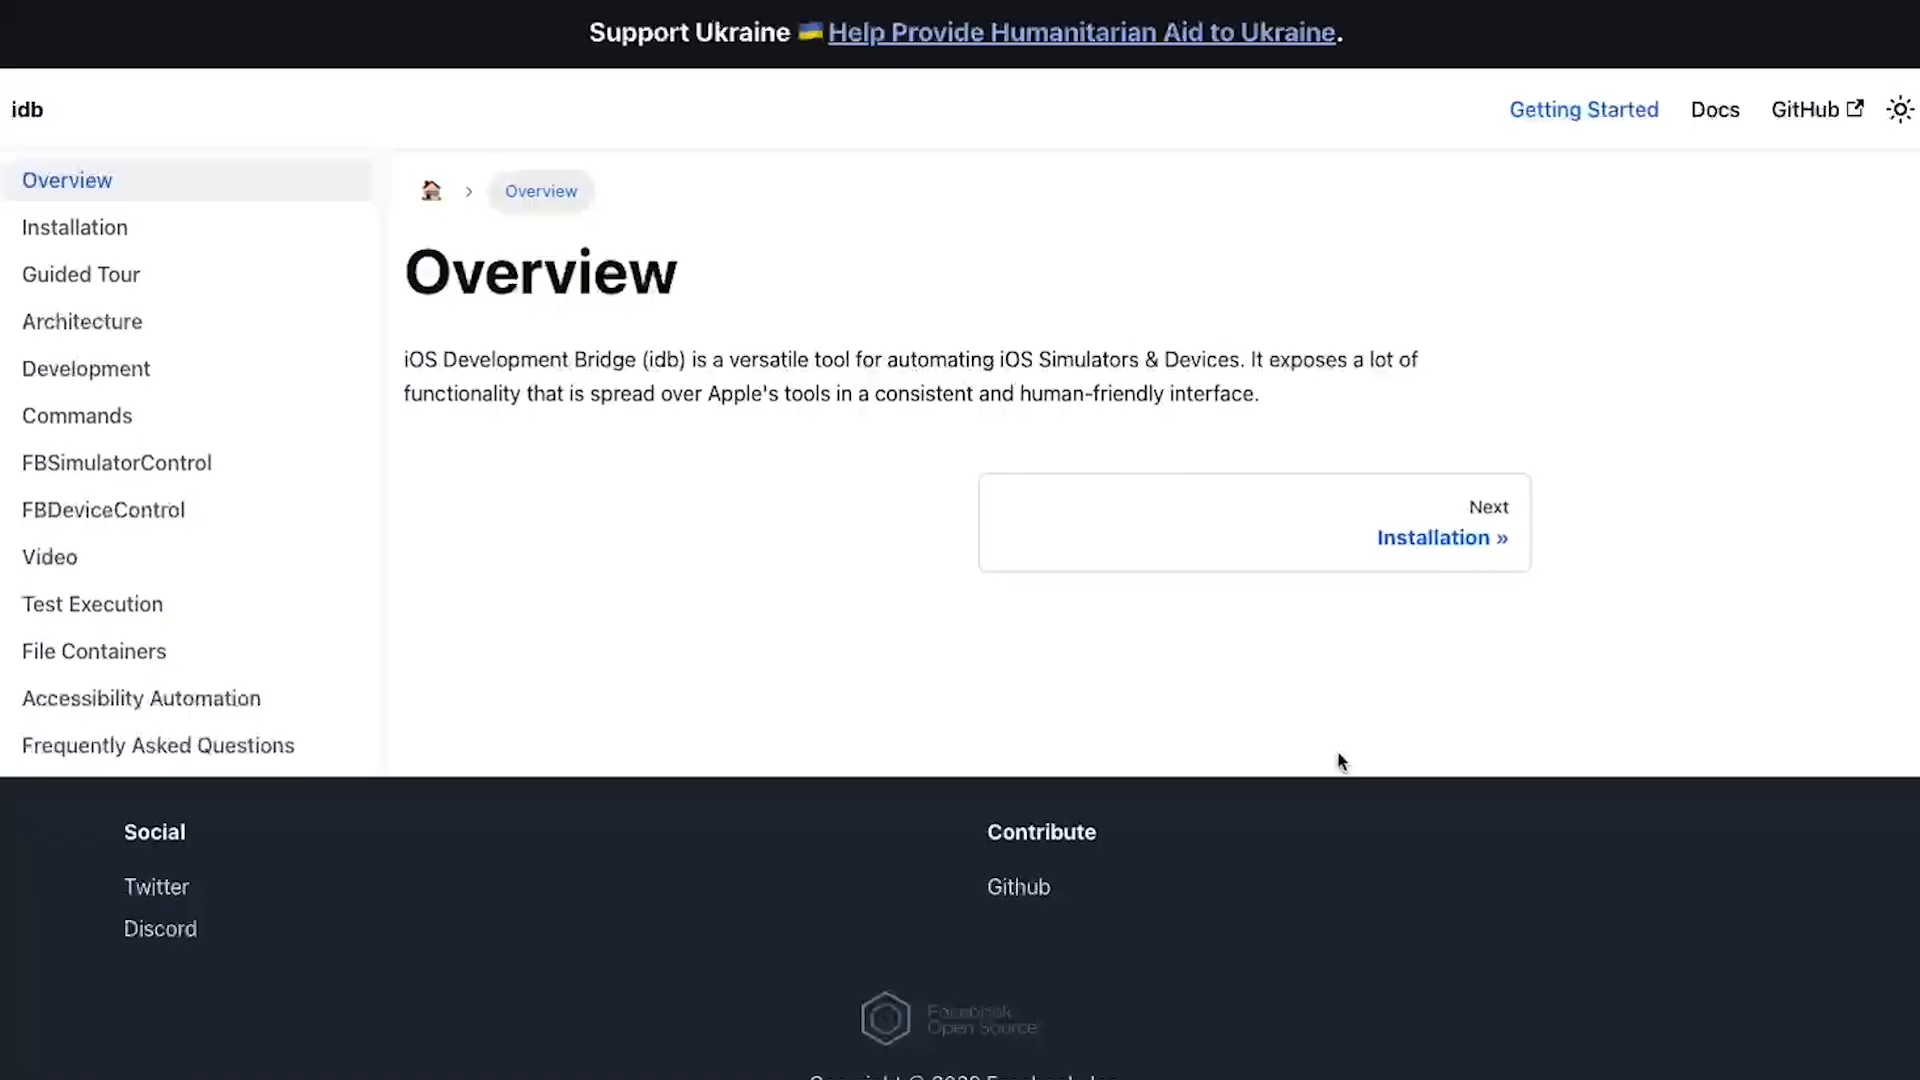 Support Ukraine 🇺🇦 Help Provide Humanitarian Aid to Ukraine.
idb
Getting Started
Docs
GitHub
Overview
Installation
Guided Tour
Architecture
Development
Commands
FBSimulatorControl
FBDeviceControl
Video
Test Execution
File Containers
Accessibility Automation
Frequently Asked Questions
Overview
Overview
iOS Development Bridge (idb) is a versatile tool for automating iOS Simulators & Devices. It exposes a lot of
functionality that is spread over Apple's tools in a consistent and human-friendly interface.
Next
Installation »
Social
Twitter
Discord
Contribute
Github
Facebook
Open Source